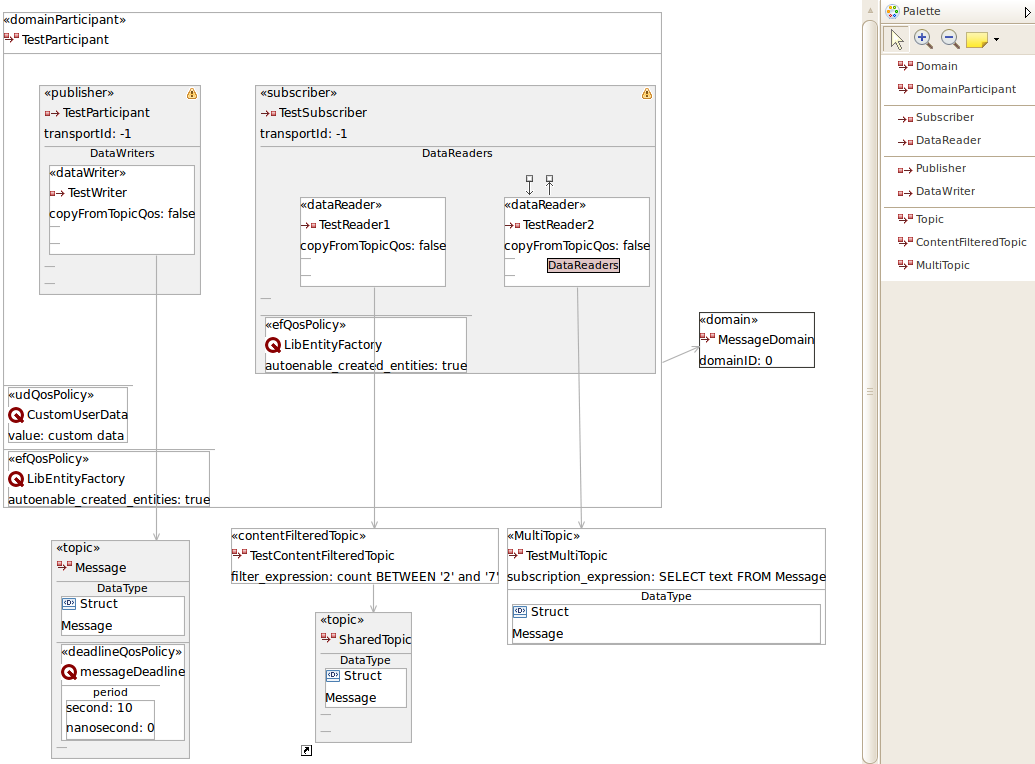 «domainParticipant»
TestParticipant
«publisher»
TestParticipant
transportId: -1
DataWriters
«dataWriter»
TestWriter
copyFromTopicQos: false
«subscriber»
TestSubscriber
transportId: -1
DataReaders
«dataReader»
TestReader1
copyFromTopicQos: false
«dataReader»
TestReader2
copyFromTopicQos: false
DataReaders
«efQosPolicy»
LibEntityFactory
autoenable_created_entities: true
«domain»
MessageDomain
domainID: 0
«udQosPolicy»
CustomUserData
value: custom data
«efQosPolicy»
LibEntityFactory
autoenable_created_entities: true
«topic»
Message
DataType
Struct
Message
«deadlineQosPolicy»
messageDeadline
period
second: 10
nanosecond: 0
«contentFilteredTopic»
TestContentFilteredTopic
filter_expression: count BETWEEN '2' and '7'
«topic»
SharedTopic
DataType
Struct
Message
«MultiTopic»
TestMultiTopic
subscription_expression: SELECT text FROM Message
DataType
Struct
Message
Palette
Domain
DomainParticipant
Subscriber
DataReader
Publisher
DataWriter
Topic
ContentFilteredTopic
MultiTopic